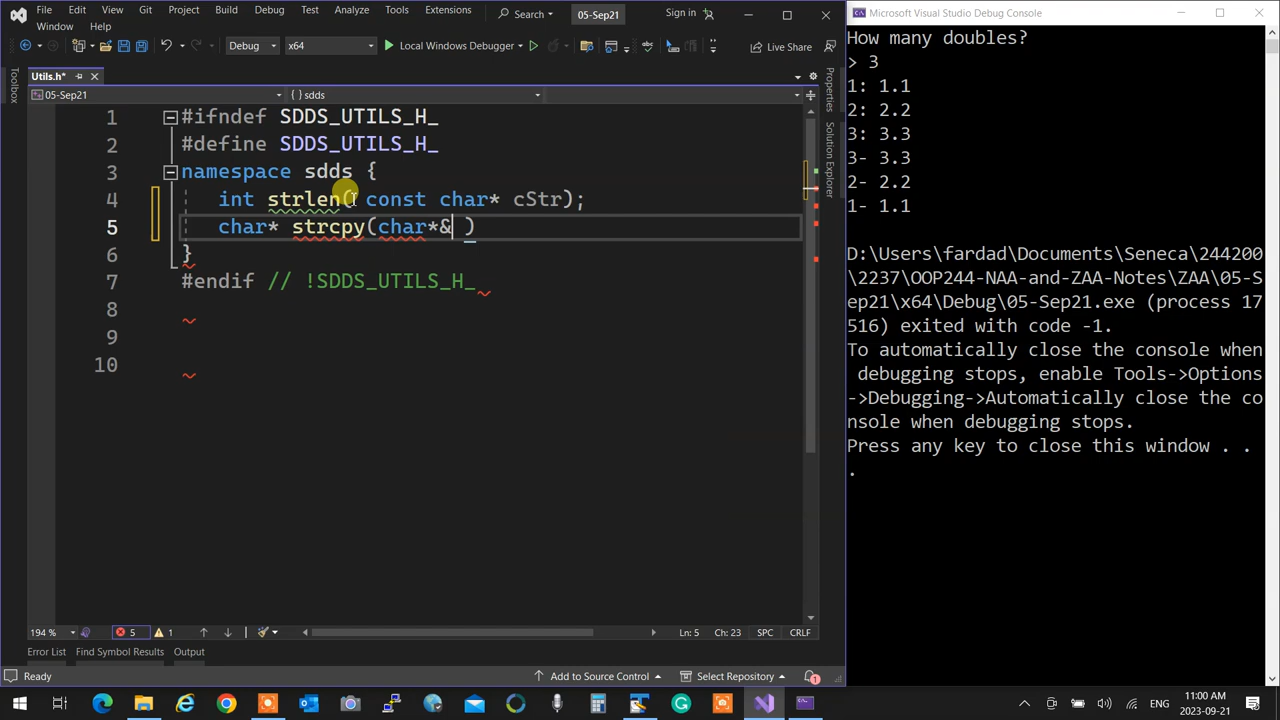 File Edit View Git Project Build Debug Test Analyze Tools Extensions Search 05-Sep21 Sign in
Window Help
Debug x64 Local Windows Debugger Live Share
Toolbox
Utils.h*
05-Sep21 { } sdds
1 #ifndef SDDS_UTILS_H_
2 #define SDDS_UTILS_H_
3 namespace sdds {
4 int strlen( const char* cStr);
5 char* strcpy(char*& )
6 }
7 #endif // !SDDS_UTILS_H_
8
9
10
Properties
Solution Explorer
194 % 5 1 Ln: 5 Ch: 23 SPC CRLF
Error List Find Symbol Results Output
Ready Add to Source Control Select Repository 1
Microsoft Visual Studio Debug Console
How many doubles?
> 3
1: 1.1
2: 2.2
3: 3.3
3- 3.3
2- 2.2
1- 1.1
D:\Users\fardad\Documents\Seneca\244200
\2237\OOP244-NAA-and-ZAA-Notes\ZAA\05-S
ep21\x64\Debug\05-Sep21.exe (process 17
516) exited with code -1.
To automatically close the console when
debugging stops, enable Tools->Options
->Debugging->Automatically close the co
nsole when debugging stops.
Press any key to close this window . .
.
ENG 11:00 AM
2023-09-21